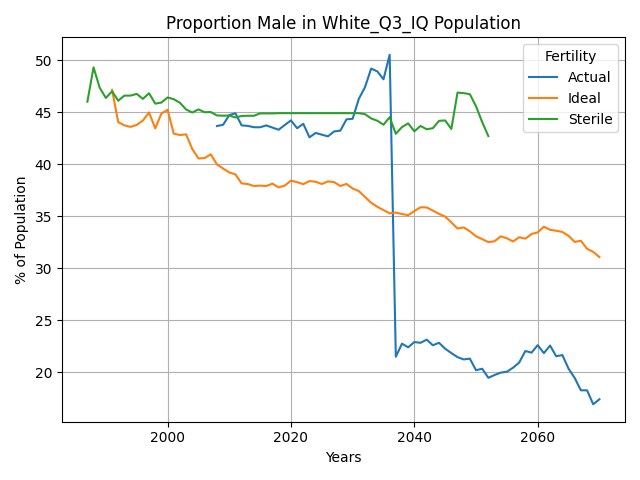 Proportion Male in White_Q3_IQ Population
% of Population
50
45
40
35
30
25
20
2000
2020
2040
2060
Years
Fertility
Actual
Ideal
Sterile